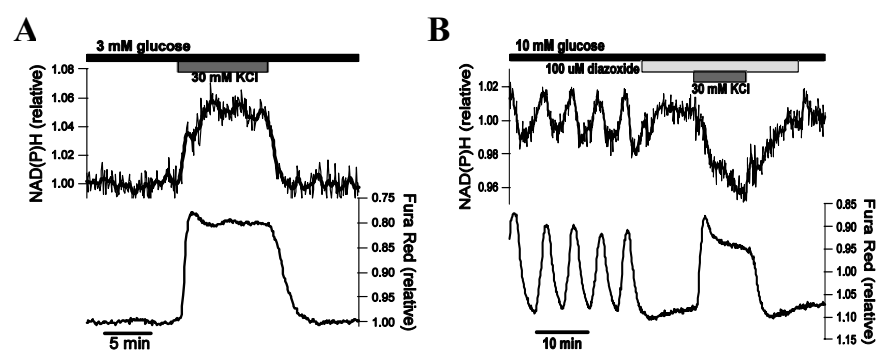 A
3 mM glucose
30 mM KCl
NAD(P)H (relative)
1.08
1.06
1.04
1.02
1.00
Fura Red (relative)
0.75
0.80
0.85
0.90
0.95
1.00
5 min
B
10 mM glucose
100 uM diazoxide
30 mM KCl
NAD(P)H (relative)
1.02
1.00
0.98
0.96
Fura Red (relative)
0.85
0.90
0.95
1.00
1.05
1.10
1.15
10 min